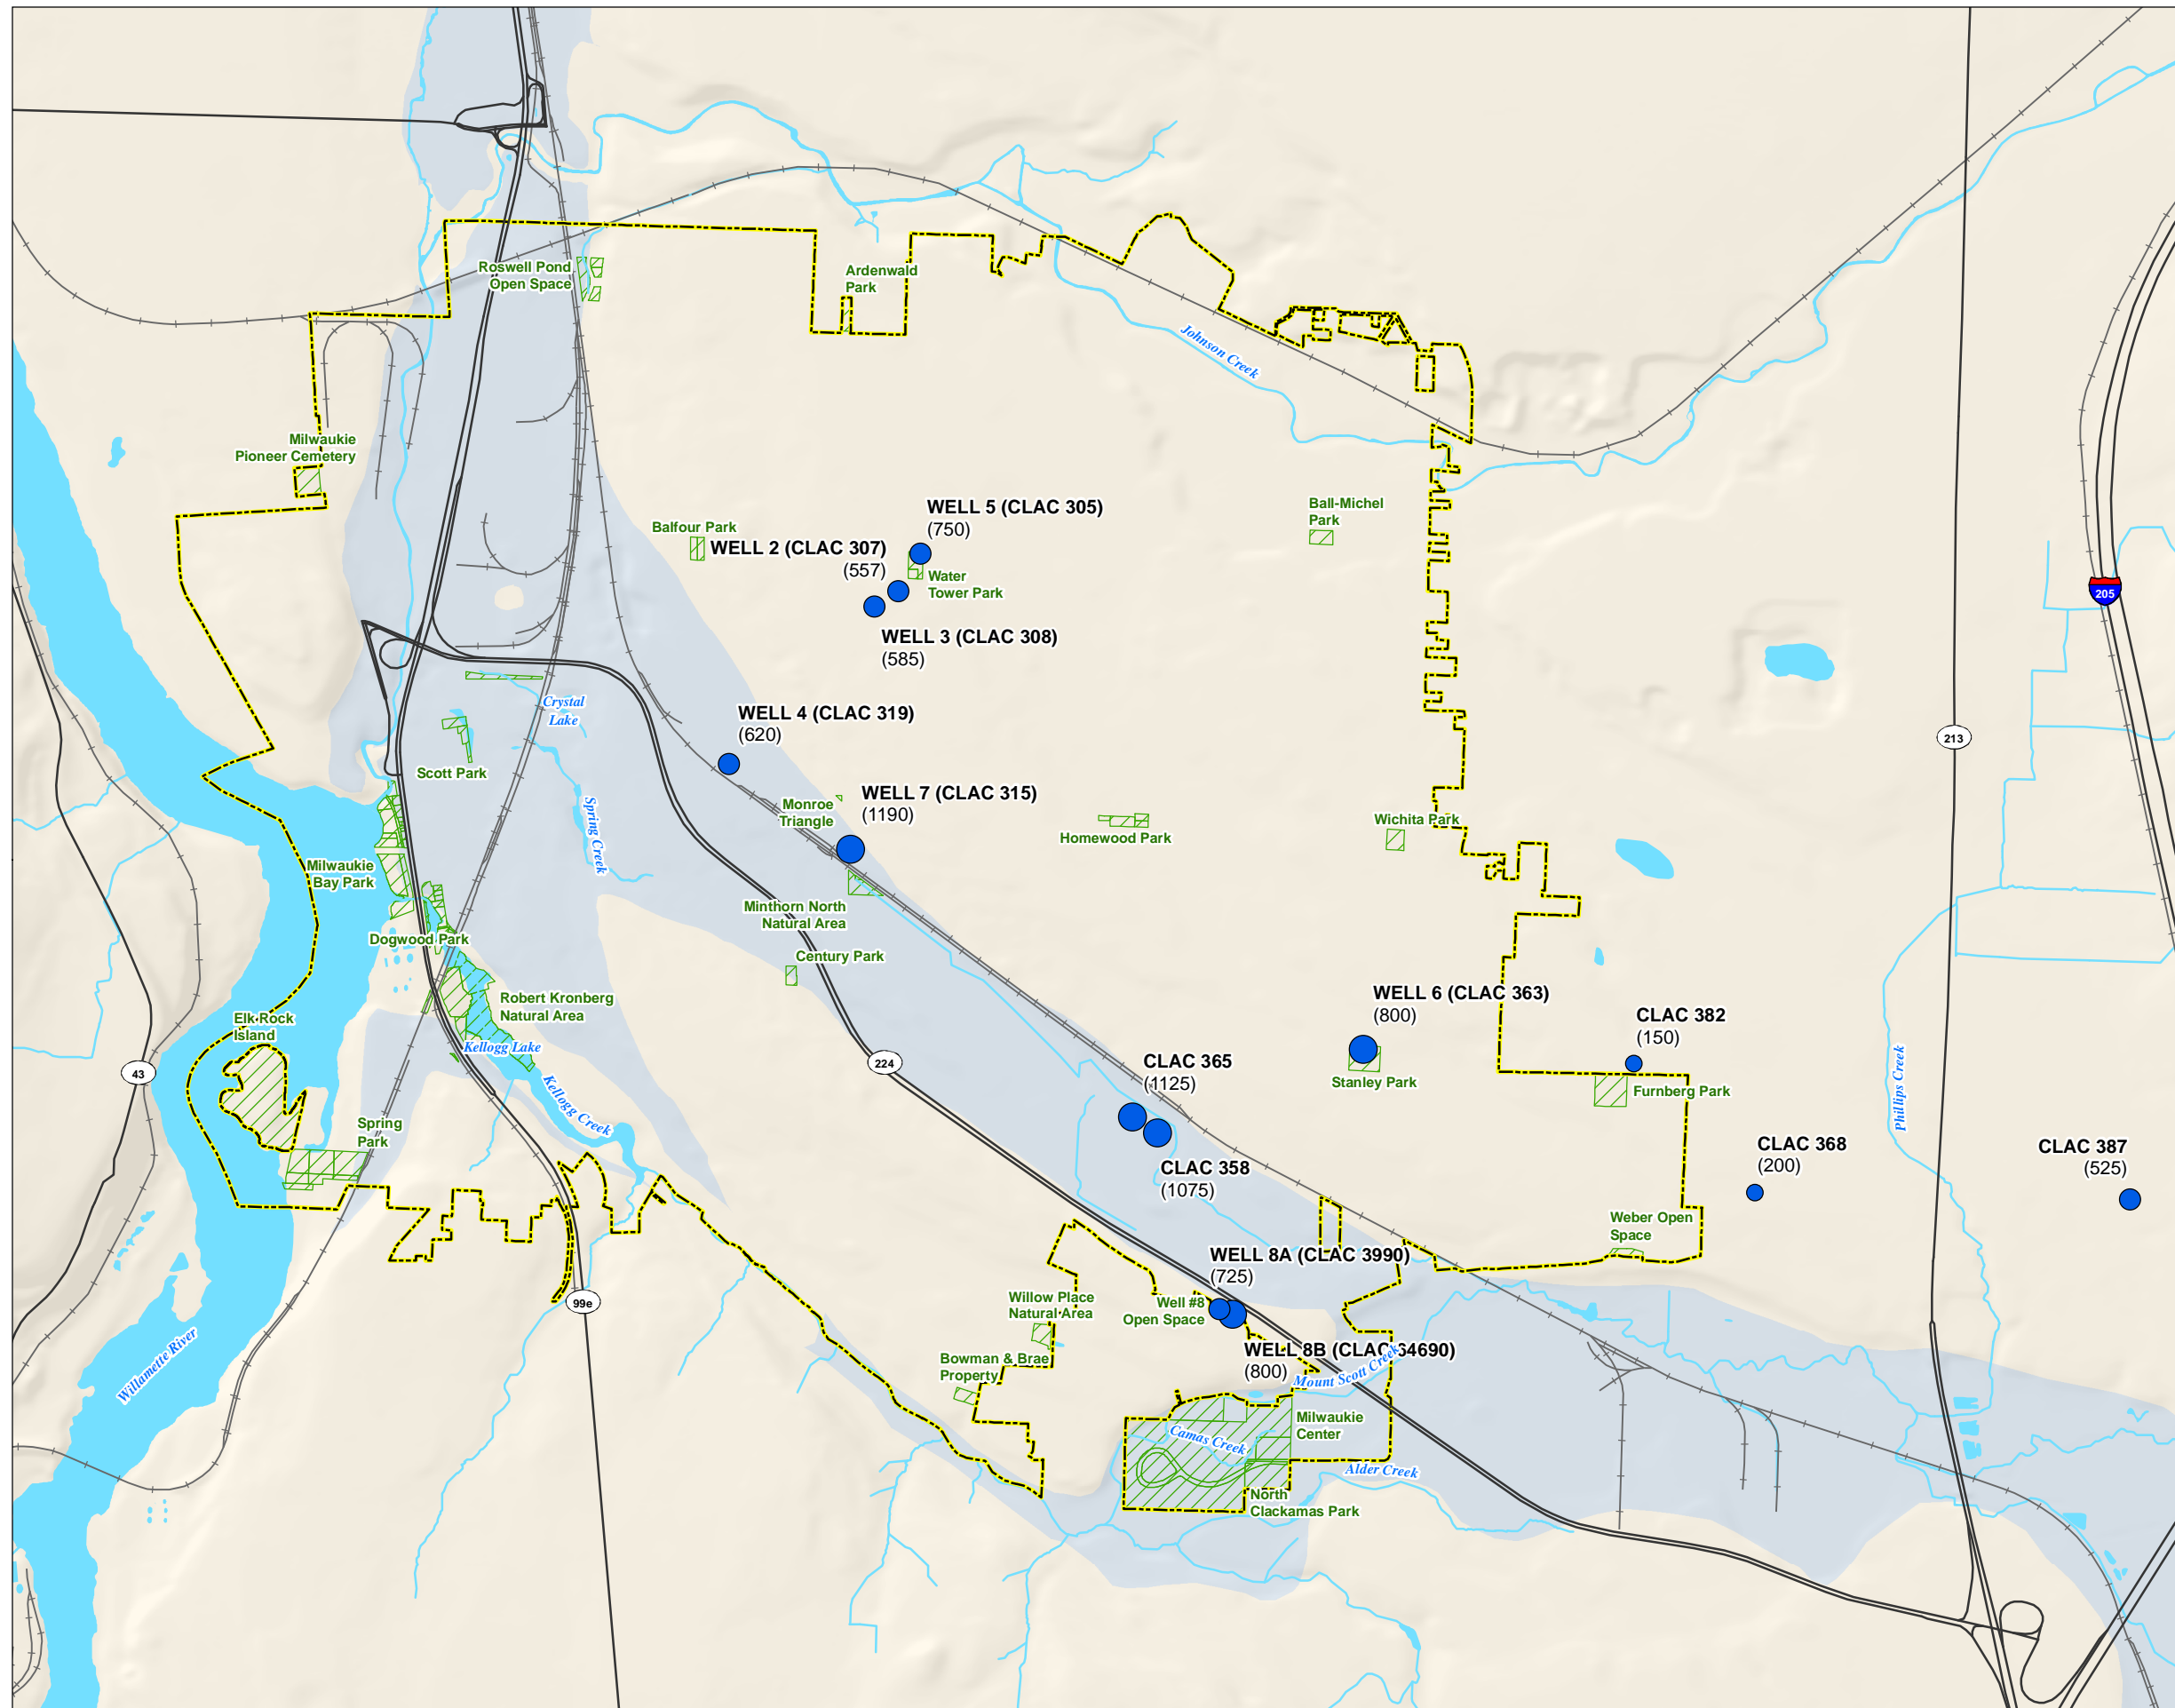 Roswell Pond
Open Space
Ardenwald
Park
Johnson Creek
Milwaukie
Pioneer Cemetery
WELL 5 (CLAC 305)
(750)
Ball-Michel
Park
Balfour Park
WELL 2 (CLAC 307)
(557)
Water
Tower Park
205
WELL 3 (CLAC 308)
(585)
Crystal
Lake
WELL 4 (CLAC 319)
(620)
213
Scott Park
Spring Creek
Monroe
Triangle
WELL 7 (CLAC 315)
(1190)
Homewood Park
Wichita Park
Milwaukie
Bay Park
Minthorn North
Natural Area
Dogwood Park
Century Park
Robert Kronberg
Natural Area
WELL 6 (CLAC 363)
(800)
CLAC 382
(150)
Elk Rock
Island
Kellogg Lake
43
224
CLAC 365
(1125)
Stanley Park
Furnberg Park
Phillips Creek
Kellogg Creek
Spring
Park
CLAC 358
(1075)
CLAC 368
(200)
CLAC 387
(525)
Weber Open
Space
WELL 8A (CLAC 3990)
(725)
Willow Place
Natural Area
Well #8
Open Space
99e
Willamette River
WELL 8B (CLAC 64690)
(800)
Mount Scott Creek
Bowman & Brae
Property
Milwaukie
Center
Camas Creek
Alder Creek
North
Clackamas Park